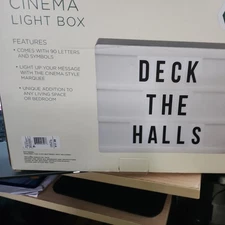 CINEMA
LIGHT BOX
FEATURES
• COMES WITH 90 LETTERS
AND SYMBOLS
• LIGHT UP YOUR MESSAGE
WITH THE CINEMA STYLE
MARQUEE
• UNIQUE ADDITION TO
ANY LIVING SPACE
OR BEDROOM
DECK
THE
HALLS